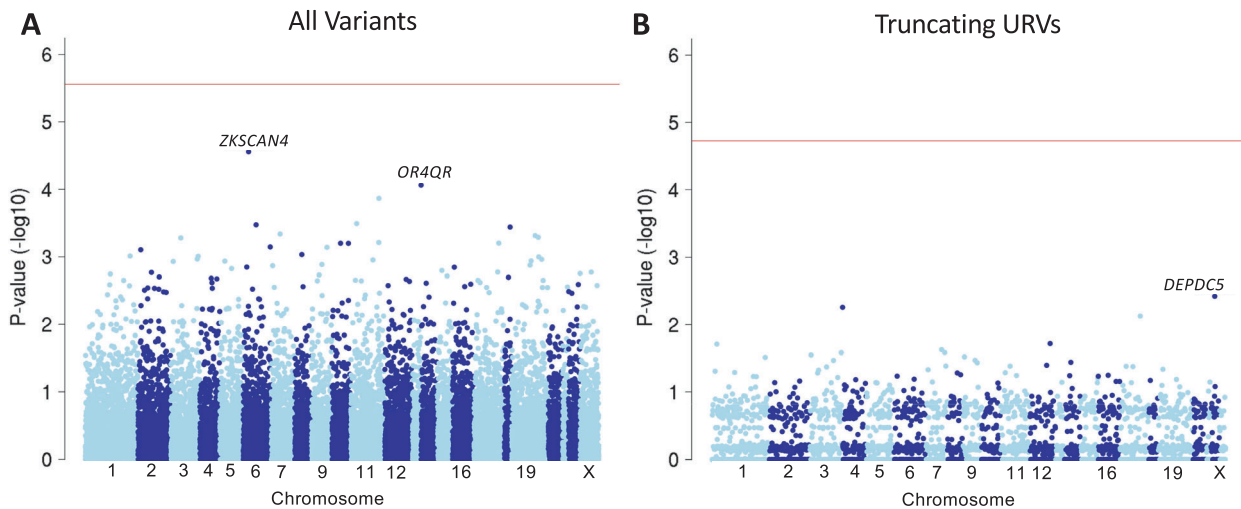 A
All Variants
P-value (-log10)
6
5
4
3
2
1
0
ZKSCAN4
OR4QR
1 2 3 4 5 6 7 9 11 12 16 19 X
Chromosome
B
Truncating URVs
P-value (-log10)
6
5
4
3
2
1
0
DEPDC5
1 2 3 4 5 6 7 9 11 12 16 19 X
Chromosome